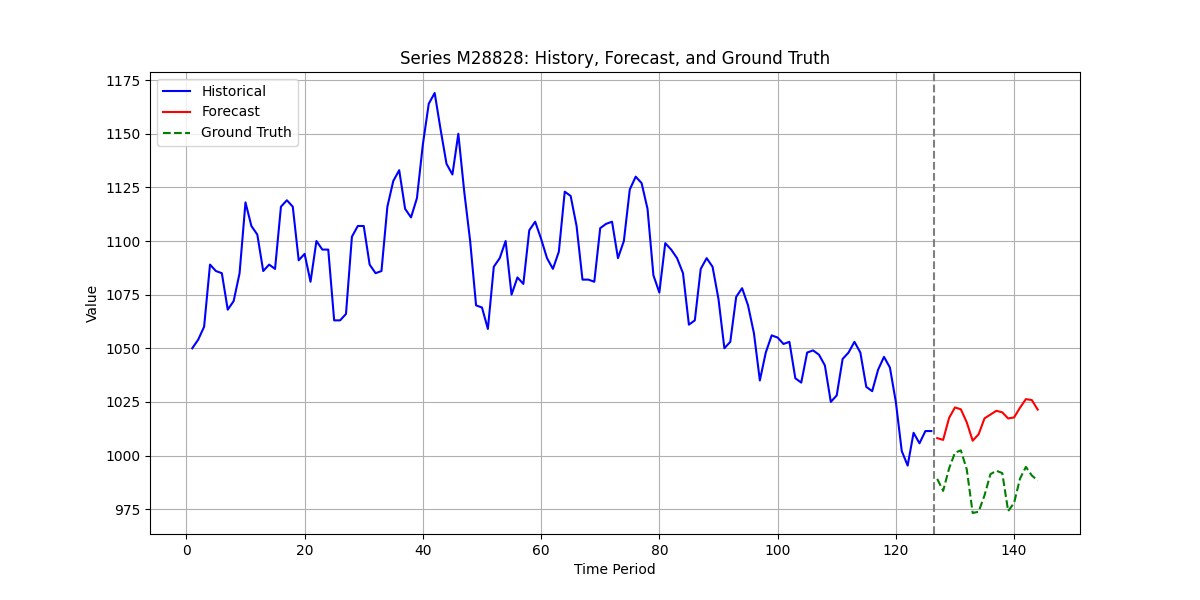 Series M28828: History, Forecast, and Ground Truth
Historical
Forecast
Ground Truth
1175
1150
1125
1100
1075
1050
1025
1000
975
Value
0 20 40 60 80 100 120 140
Time Period